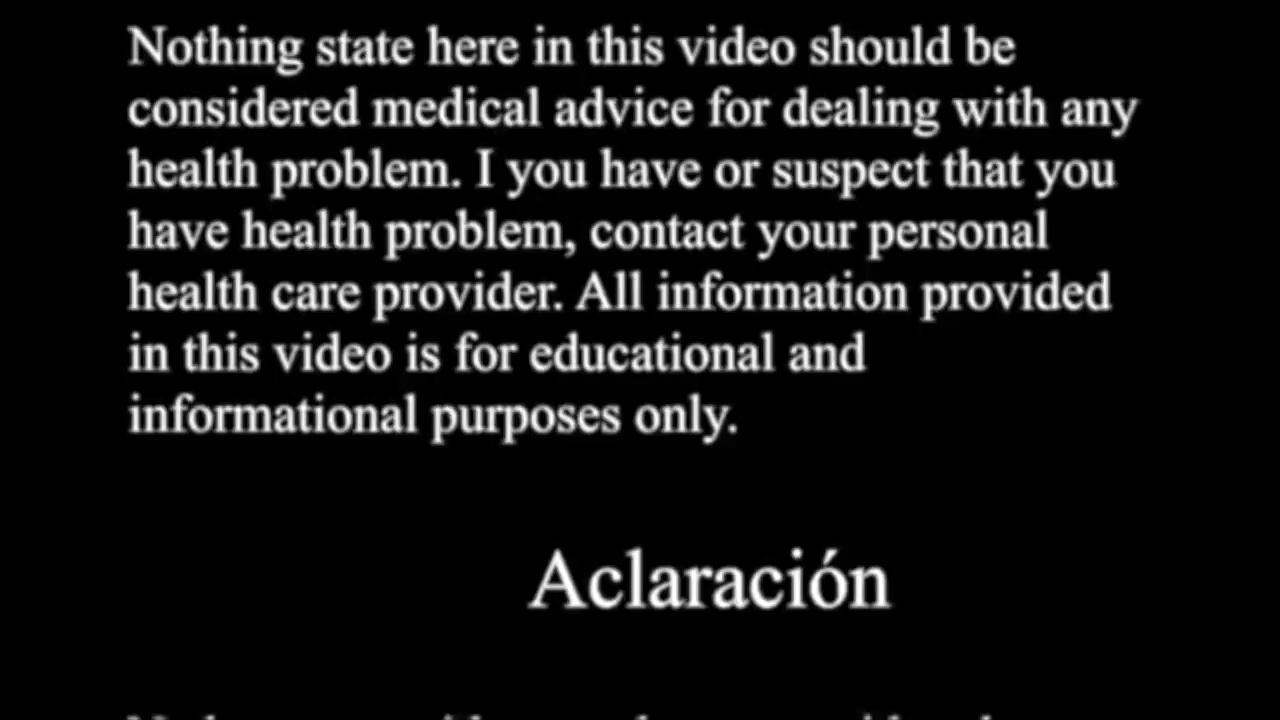 Nothing state here in this video should be
considered medical advice for dealing with any
health problem. I you have or suspect that you
have health problem, contact your personal
health care provider. All information provided
in this video is for educational and
informational purposes only.
Aclaración